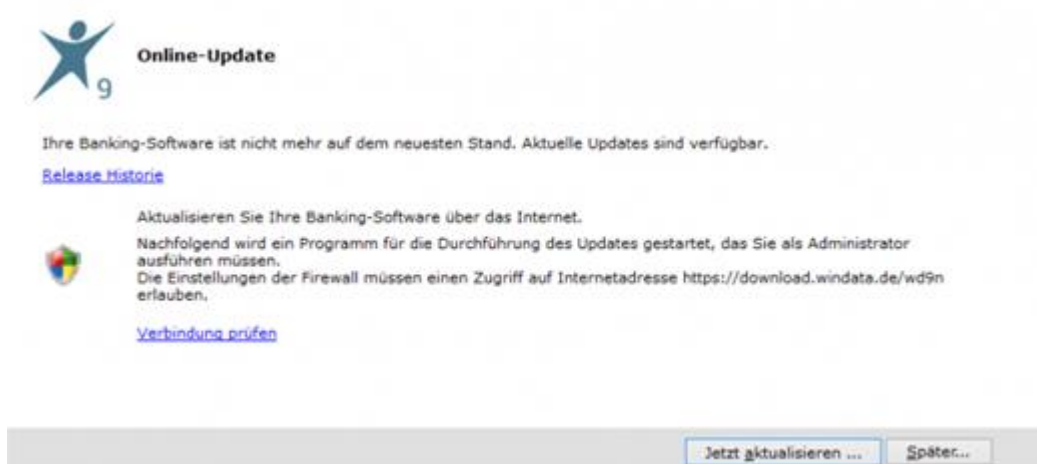 Online-Update
9
Ihre Banking-Software ist nicht mehr auf dem neuesten Stand. Aktuelle Updates sind verfügbar.
Release Historie
Aktualisieren Sie Ihre Banking-Software über das Internet.
Nachfolgend wird ein Programm für die Durchführung des Updates gestartet, das Sie als Administrator
ausführen müssen.
Die Einstellungen der Firewall müssen einen Zugriff auf Internetadresse https://download.windata.de/wd9n
erlauben.
Verbindung prüfen
Jetzt aktualisieren ...
Später...